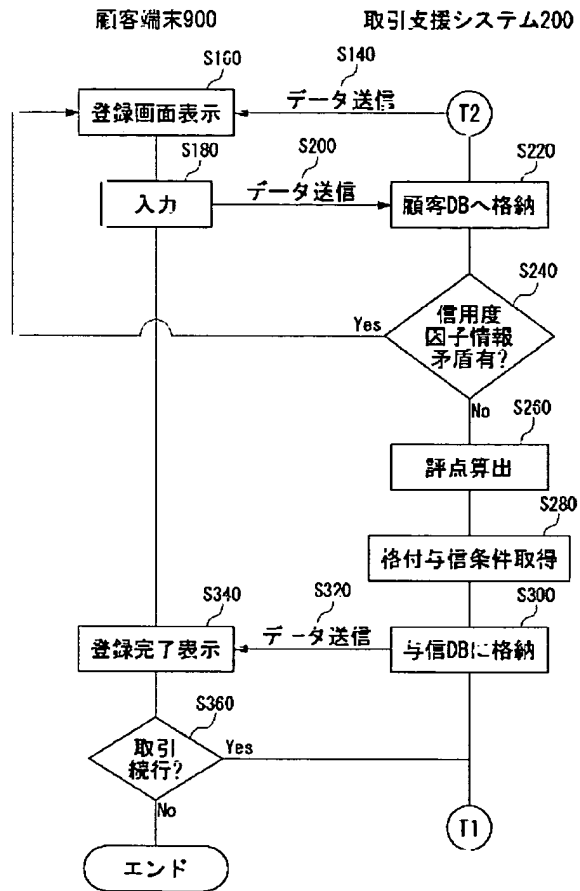 顧客端末900
取引支援システム200
S160
S140
登録画面表示
データ送信
T2
S180
S200
S220
入力
データ送信
顧客DBへ格納
S240
Yes
信用度
因子情報
矛盾有?
No
S260
評点算出
S280
格付与信条件取得
S340
S320
S300
登録完了表示
データ送信
与信DBに格納
S360
取引
続行?
Yes
No
T1
エンド